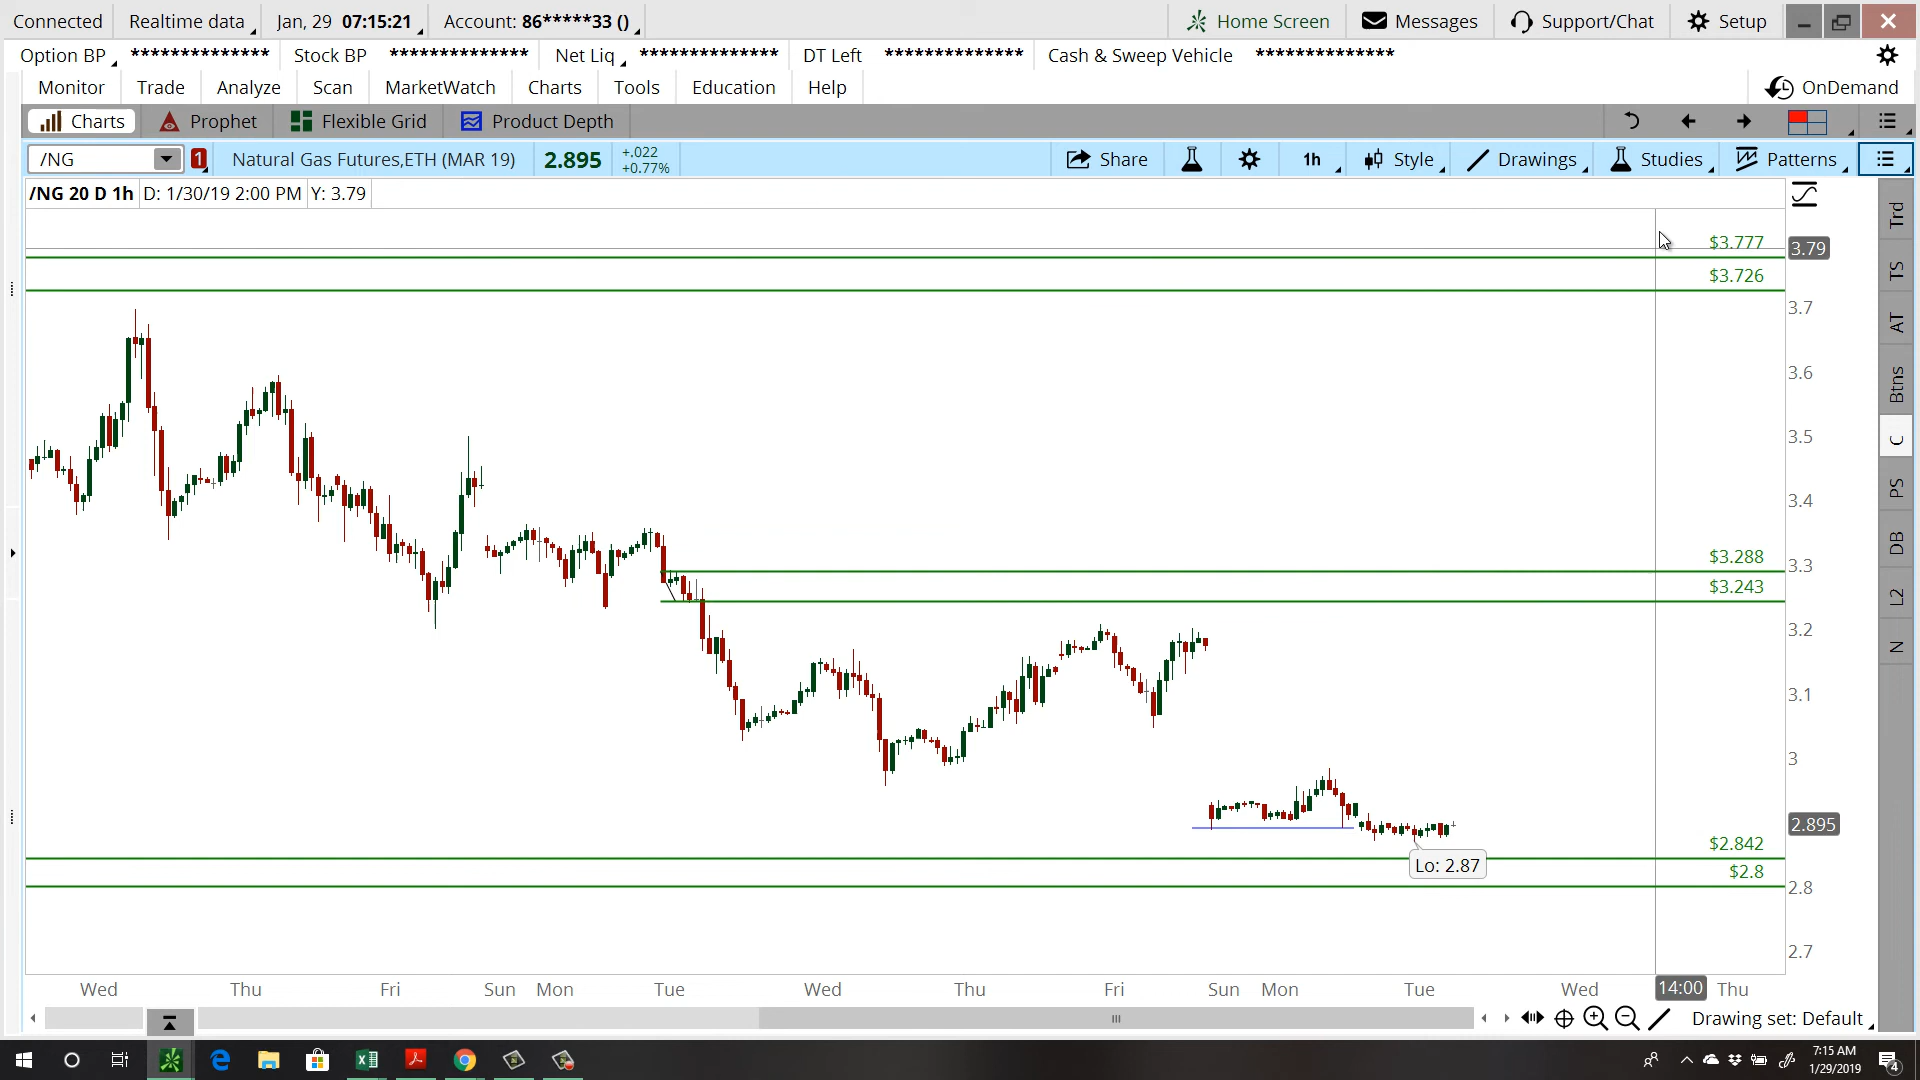 Connected Realtime data Jan, 29 07:15:21 Account: 86*****33 () Home Screen Messages Support/Chat Setup
Option BP ************** Stock BP ************** Net Liq ************** DT Left ************** Cash & Sweep Vehicle **************
Monitor Trade Analyze Scan MarketWatch Charts Tools Education Help OnDemand
Charts Prophet Flexible Grid Product Depth
/NG 1 Natural Gas Futures,ETH (MAR 19) 2.895 +.022 +0.77% Share 1h Style Drawings Studies Patterns
/NG 20 D 1h D: 1/30/19 2:00 PM Y: 3.79
$3.777 3.79
$3.726
3.7
3.6
3.5
3.4
$3.288 3.3
$3.243
3.2
3.1
3
2.895
$2.842
Lo: 2.87
$2.8 2.8
2.7
Wed Thu Fri Sun Mon Tue Wed Thu Fri Sun Mon Tue Wed 14:00 Thu
Trd
TS
AT
Btns
C
PS
DB
L2
N
Drawing set: Default
7:15 AM
1/29/2019
4